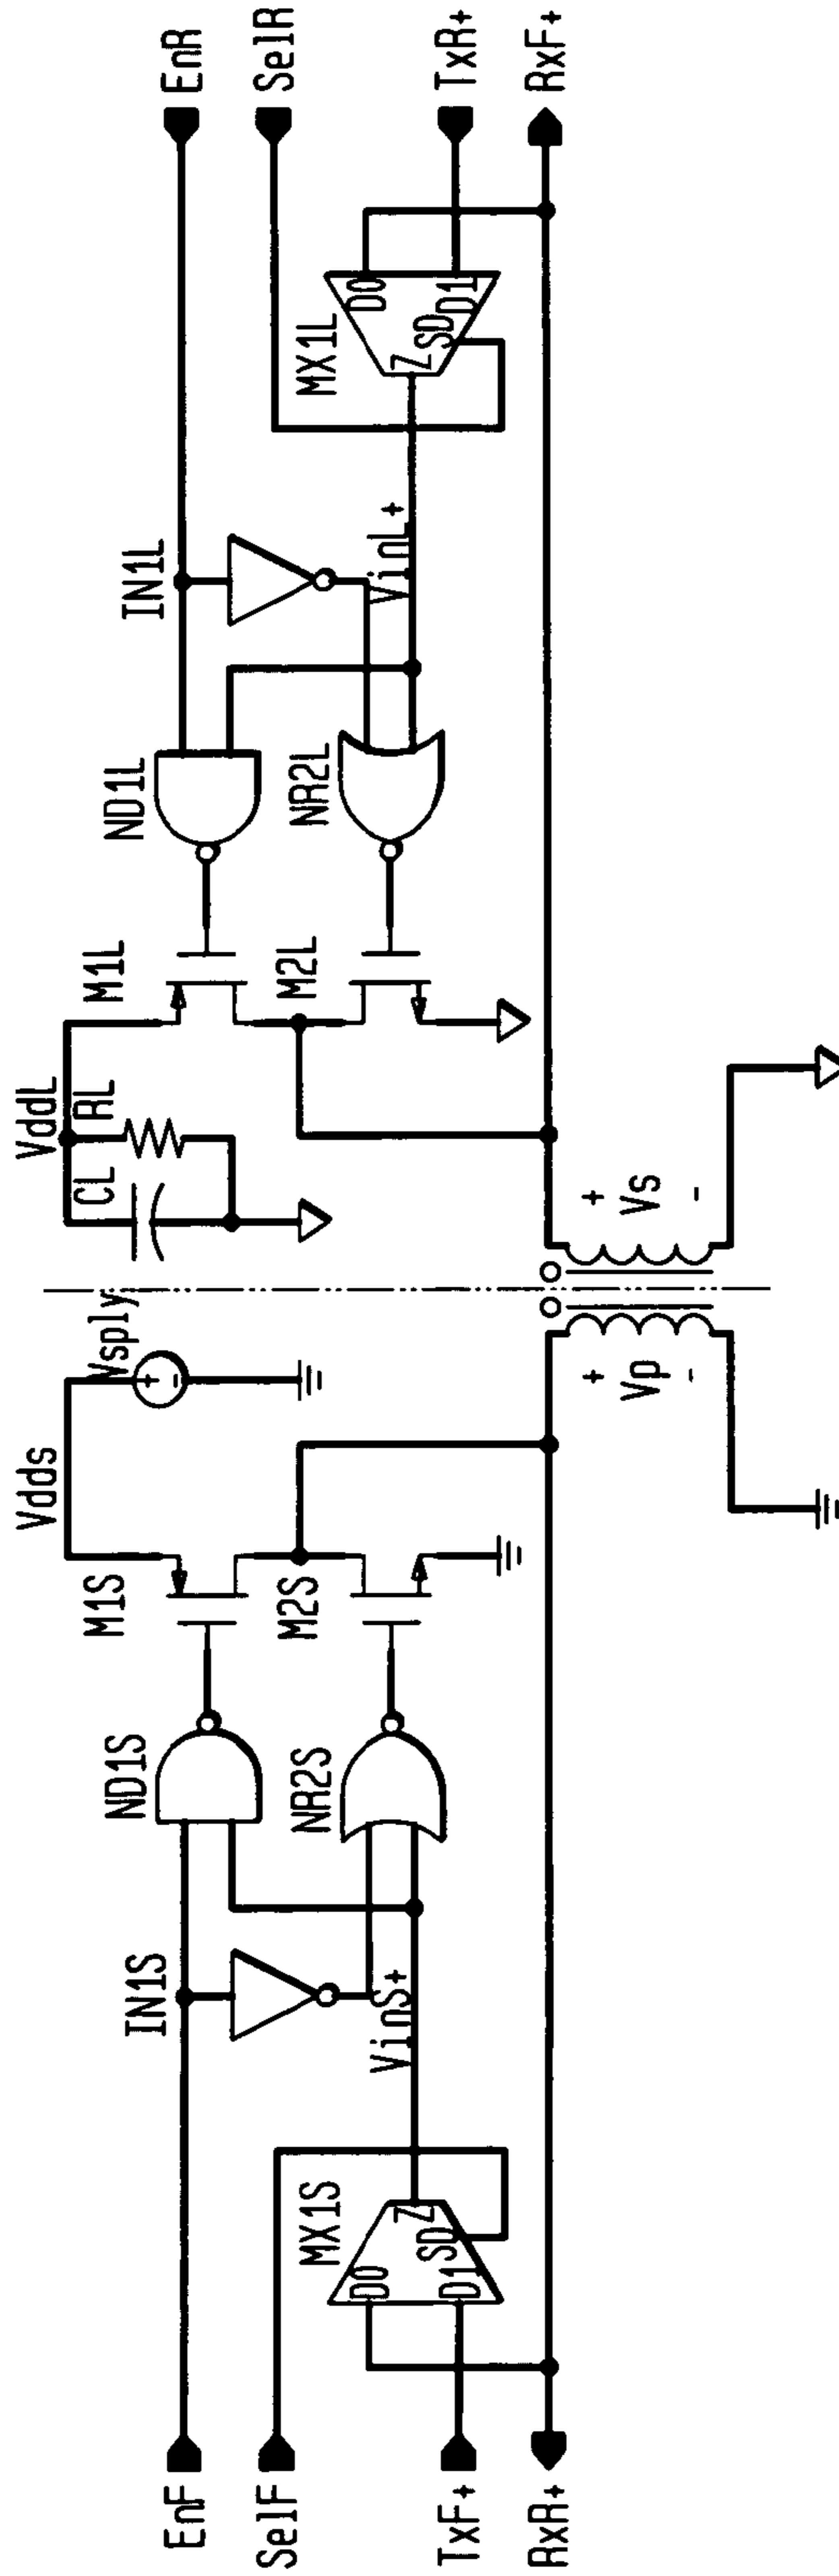 EnR
SelR
TxR+
RxF+
MX1L
D0
D1
SD
Z
IN1L
VinL+
ND1L
NR2L
M1L
M2L
VddL
RL
CL
+
Vs
-
Vsply
+
-
+
Vp
-
Vdds
M1S
M2S
ND1S
NR2S
IN1S
VinS+
MX1S
Z
SD
D0
D1
EnF
SelF
TxF+
RxR+